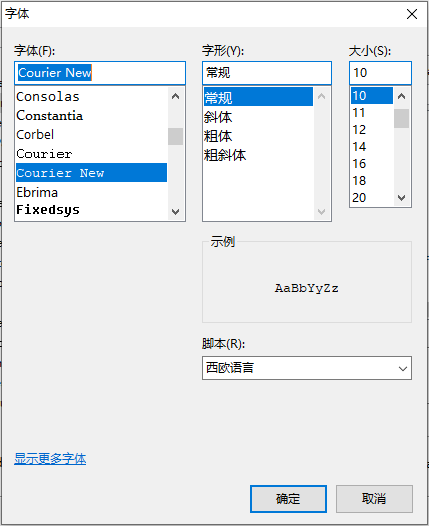 字体
字体(F):
字形(Y):
大小(S):
Courier New
常规
10
Consolas
Constantia
Corbel
Courier
Courier New
Ebrima
Fixedsys
常规
斜体
粗体
粗斜体
10
11
12
14
16
18
20
示例
AaBbYyZz
脚本(R):
西欧语言
显示更多字体
确定
取消